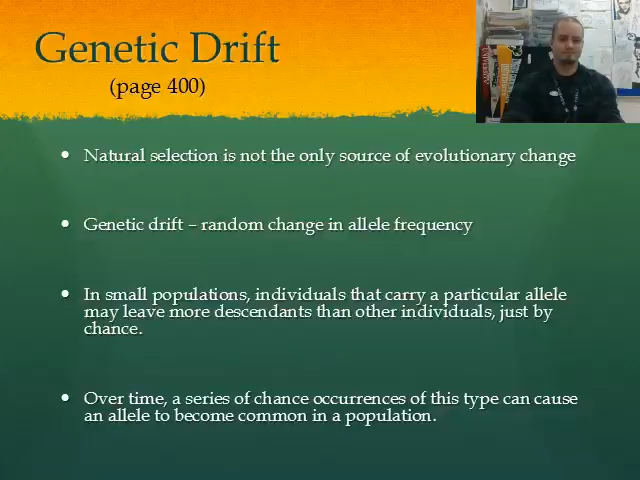 Genetic Drift
(page 400)
Natural selection is not the only source of evolutionary change
Genetic drift – random change in allele frequency
In small populations, individuals that carry a particular allele
may leave more descendants than other individuals, just by
chance.
Over time, a series of chance occurrences of this type can cause
an allele to become common in a population.